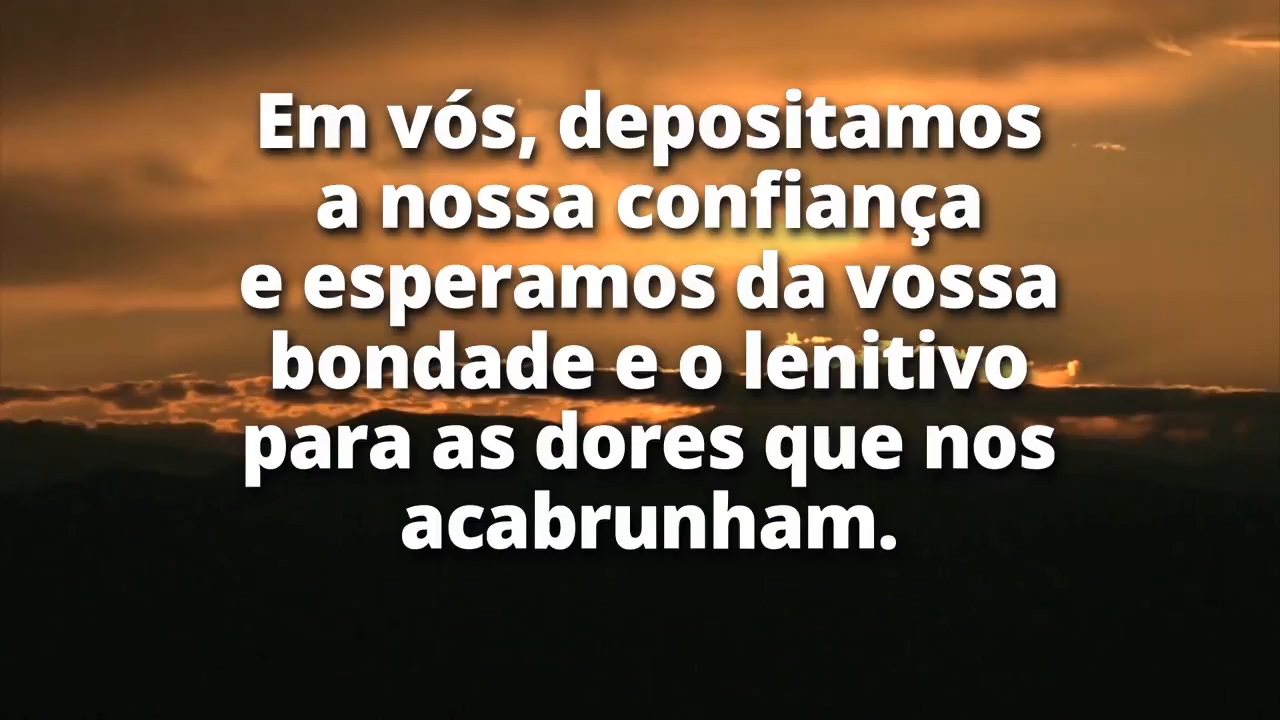 Em vós, depositamos
a nossa confiança
e esperamos da vossa
bondade e o lenitivo
para as dores que nos
acabrunham.